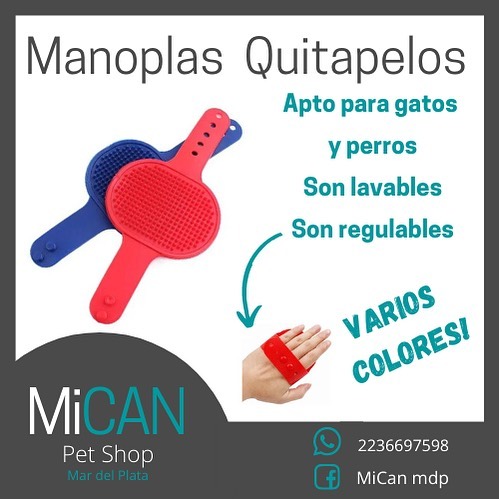 Manoplas Quitapelos
Apto para gatos
y perros
Son lavables
Son regulables
VARIOS
COLORES!
MiCAN
Pet Shop
Mar del Plata
2236697598
MiCan mdp